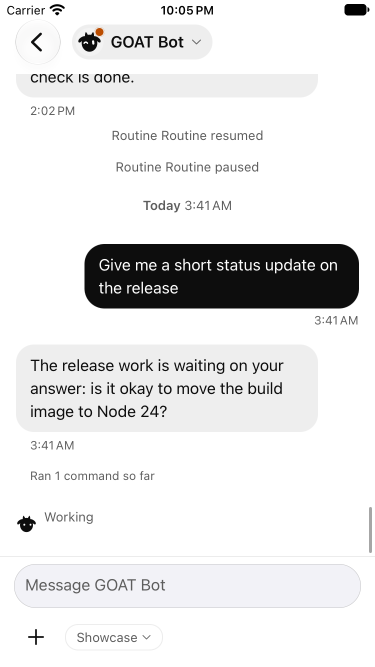 Carrier 10:05 PM
GOAT Bot
check is done.
2:02 PM
Routine Routine resumed
Routine Routine paused
Today 3:41 AM
Give me a short status update on
the release
3:41 AM
The release work is waiting on your
answer: is it okay to move the build
image to Node 24?
3:41 AM
Ran 1 command so far
Working
Message GOAT Bot
Showcase